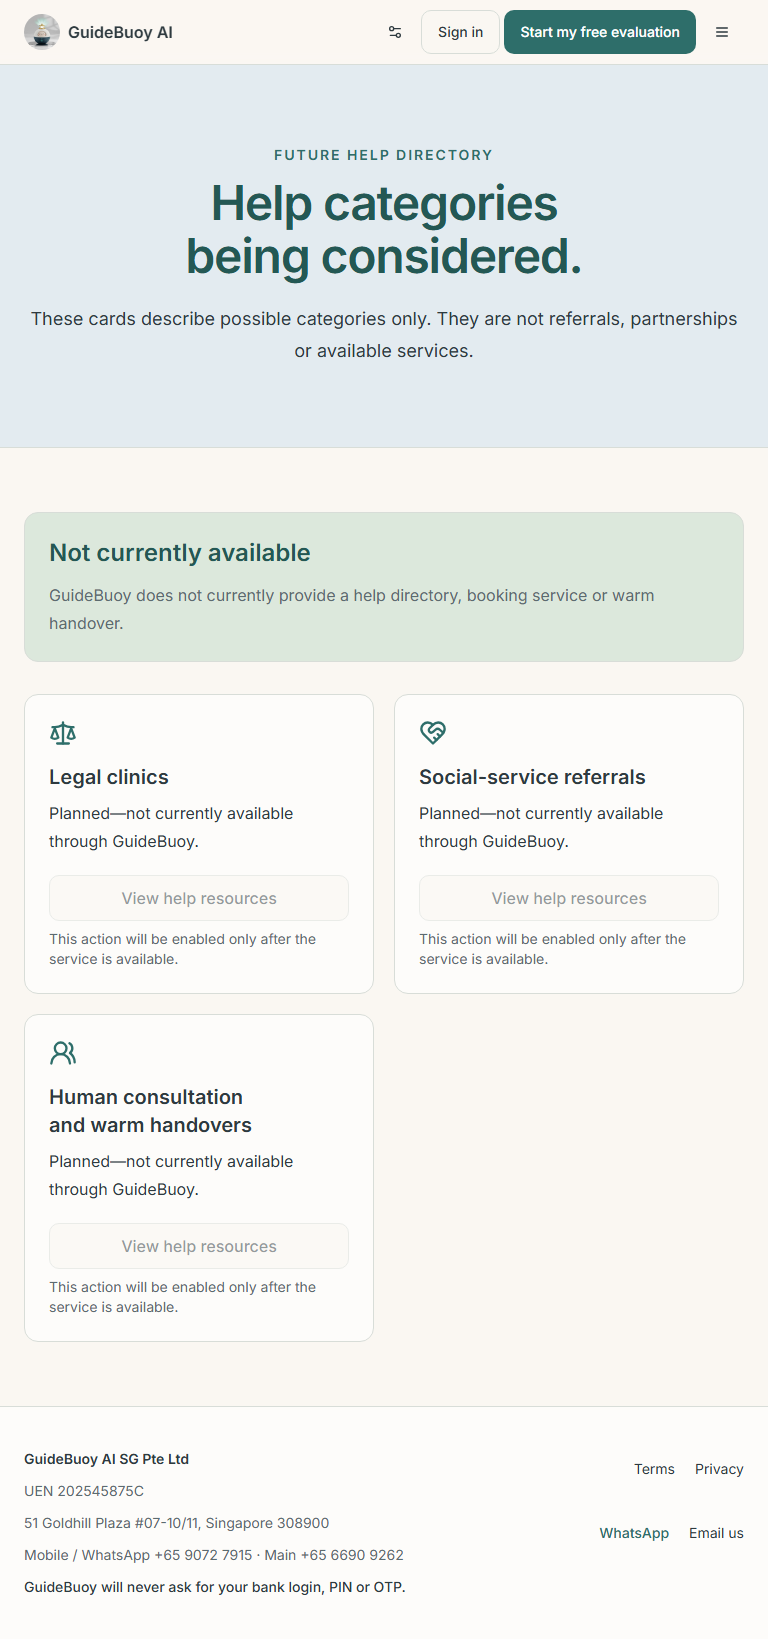 GuideBuoy AI
Sign in
Start my free evaluation
FUTURE HELP DIRECTORY
Help categories
being considered.
These cards describe possible categories only. They are not referrals, partnerships
or available services.
Not currently available
GuideBuoy does not currently provide a help directory, booking service or warm
handover.
Legal clinics
Planned—not currently available
through GuideBuoy.
View help resources
This action will be enabled only after the
service is available.
Social-service referrals
Planned—not currently available
through GuideBuoy.
View help resources
This action will be enabled only after the
service is available.
Human consultation
and warm handovers
Planned—not currently available
through GuideBuoy.
View help resources
This action will be enabled only after the
service is available.
GuideBuoy AI SG Pte Ltd
UEN 202545875C
51 Goldhill Plaza #07-10/11, Singapore 308900
Mobile / WhatsApp +65 9072 7915 · Main +65 6690 9262
GuideBuoy will never ask for your bank login, PIN or OTP.
Terms
Privacy
WhatsApp
Email us